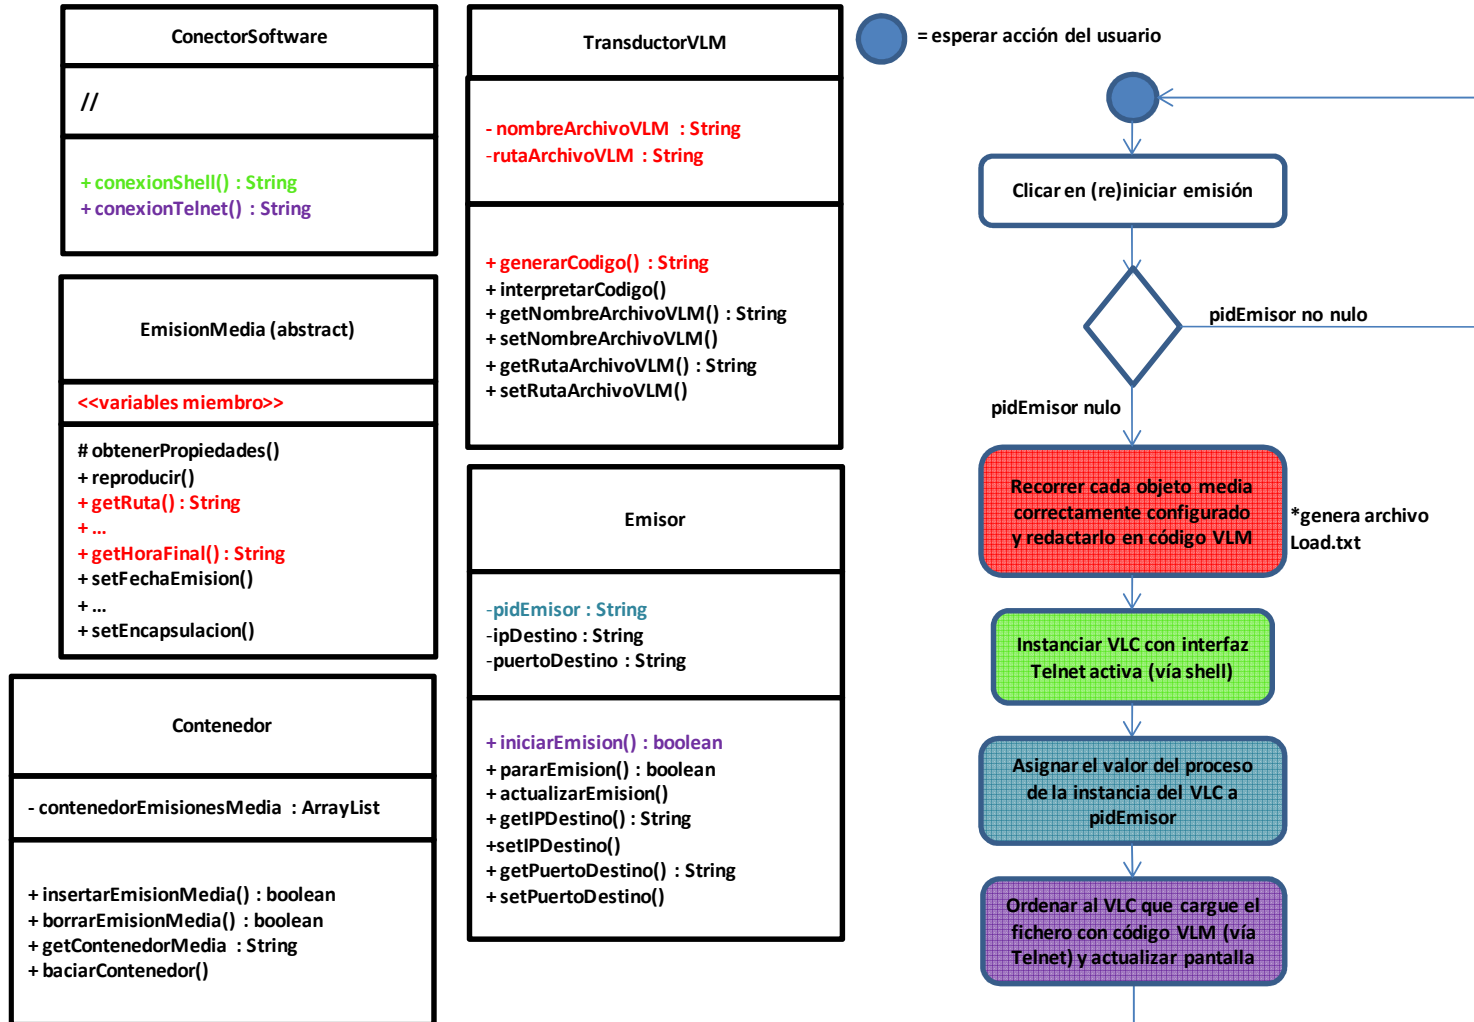 ConectorSoftware
//
+ conexionShell() : String
+ conexionTelnet() : String
EmisionMedia (abstract)
<<variables miembro>>
# obtenerPropiedades()
+ reproducir()
+ getRuta() : String
+ ...
+ getHoraFinal() : String
+ setFechaEmision()
+ ...
+ setEncapsulacion()
Contenedor
- contenedorEmisionesMedia : ArrayList
+ insertarEmisionMedia() : boolean
+ borrarEmisionMedia() : boolean
+ getContenedorMedia : String
+ baciarContenedor()
TransductorVLM
- nombreArchivoVLM : String
-rutaArchivoVLM : String
+ generarCodigo() : String
+ interpretarCodigo()
+ getNombreArchivoVLM() : String
+ setNombreArchivoVLM()
+ getRutaArchivoVLM() : String
+ setRutaArchivoVLM()
Emisor
-pidEmisor : String
-ipDestino : String
-puertoDestino : String
+ iniciarEmision() : boolean
+ pararEmision() : boolean
+ actualizarEmision()
+ getIPDestino() : String
+setIPDestino()
+ getPuertoDestino() : String
+ setPuertoDestino()
= esperar acción del usuario
Clicar en (re)iniciar emisión
pidEmisor no nulo
pidEmisor nulo
Recorrer cada objeto media
correctamente configurado
y redactarlo en código VLM
*genera archivo
Load.txt
Instanciar VLC con interfaz
Telnet activa (vía shell)
Asignar el valor del proceso
de la instancia del VLC a
pidEmisor
Ordenar al VLC que cargue el
fichero con código VLM (vía
Telnet) y actualizar pantalla